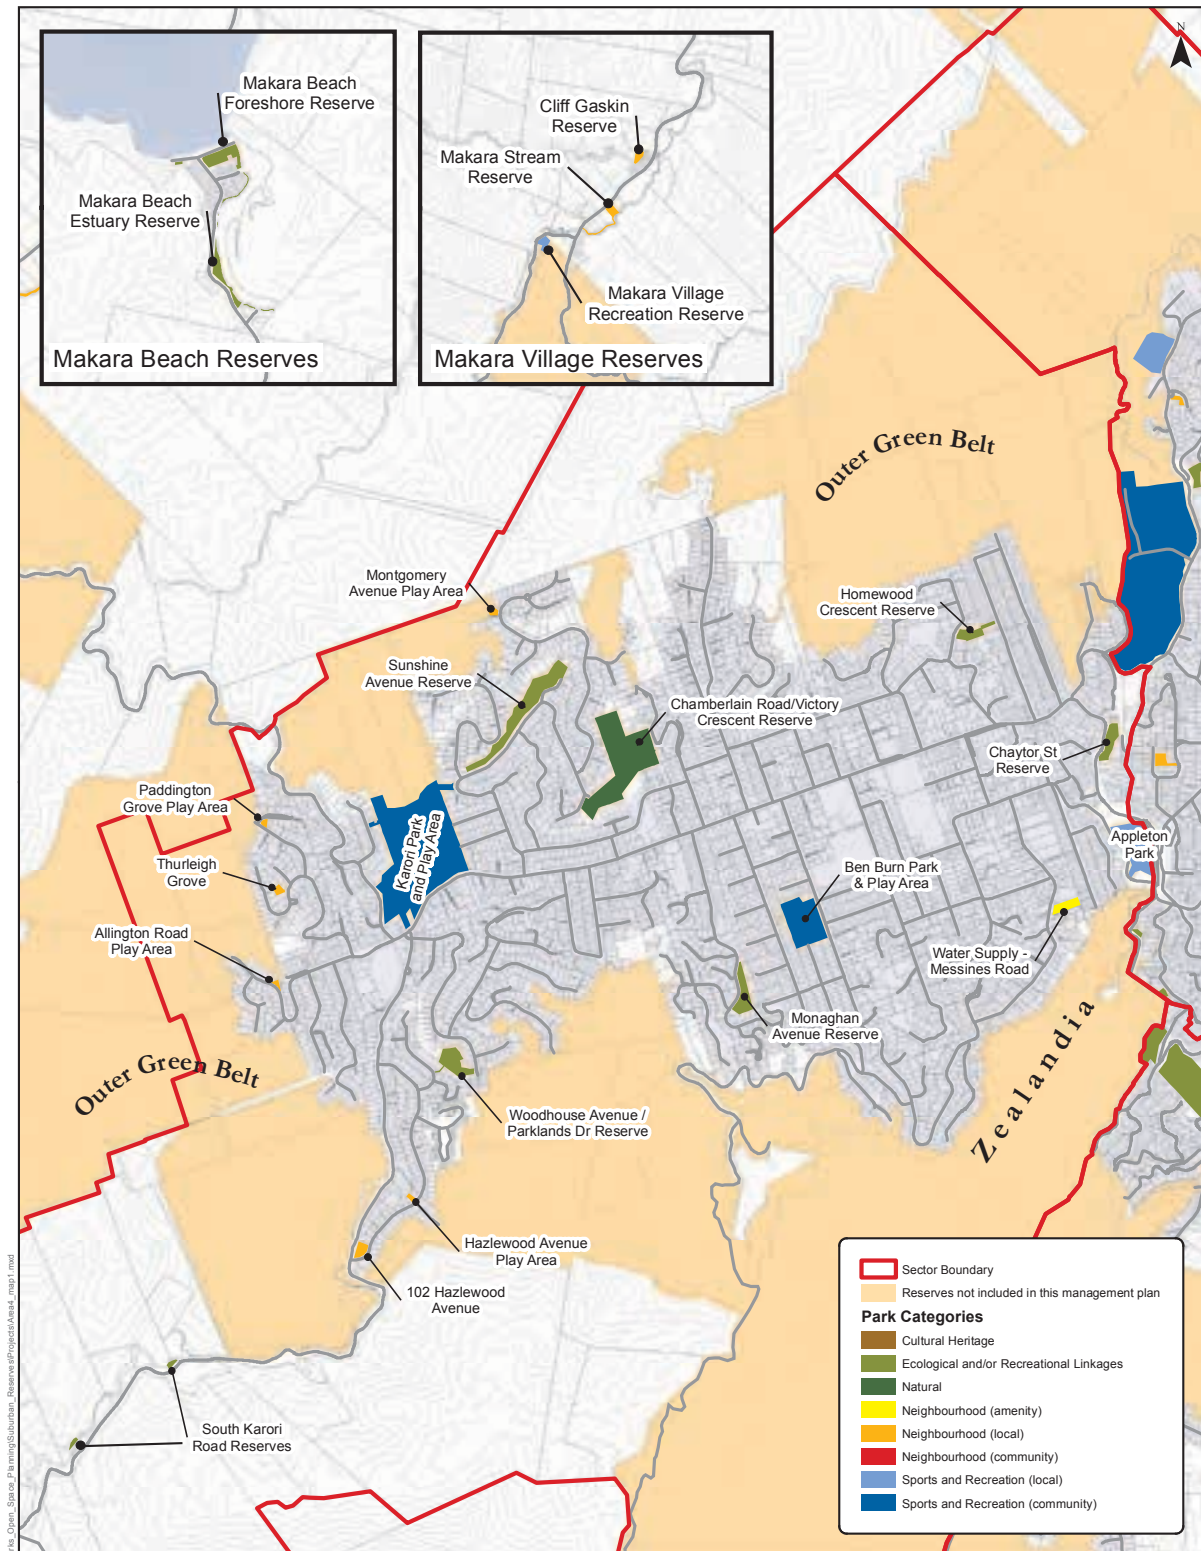 N
Makara Beach
Foreshore Reserve
Makara Beach
Estuary Reserve
Makara Beach Reserves
Cliff Gaskin
Reserve
Makara Stream
Reserve
Makara Village
Recreation Reserve
Makara Village Reserves
Outer Green Belt
Montgomery
Avenue Play Area
Homewood
Crescent Reserve
Sunshine
Avenue Reserve
Chamberlain Road/Victory
Crescent Reserve
Chaytor St
Reserve
Paddington
Grove Play Area
Karori Park
and Play Area
Appleton
Park
Thurleigh
Grove
Ben Burn Park
& Play Area
Allington Road
Play Area
Water Supply -
Messines Road
Monaghan
Avenue Reserve
Zealandia
Outer Green Belt
Woodhouse Avenue /
Parklands Dr Reserve
Hazlewood Avenue
Play Area
102 Hazlewood
Avenue
South Karori
Road Reserves
Sector Boundary
Reserves not included in this management plan
Park Categories
Cultural Heritage
Ecological and/or Recreational Linkages
Natural
Neighbourhood (amenity)
Neighbourhood (local)
Neighbourhood (community)
Sports and Recreation (local)
Sports and Recreation (community)
rks_Open_Space_Planning\Suburban_Reserves\Projects\Area4_map1.mxd